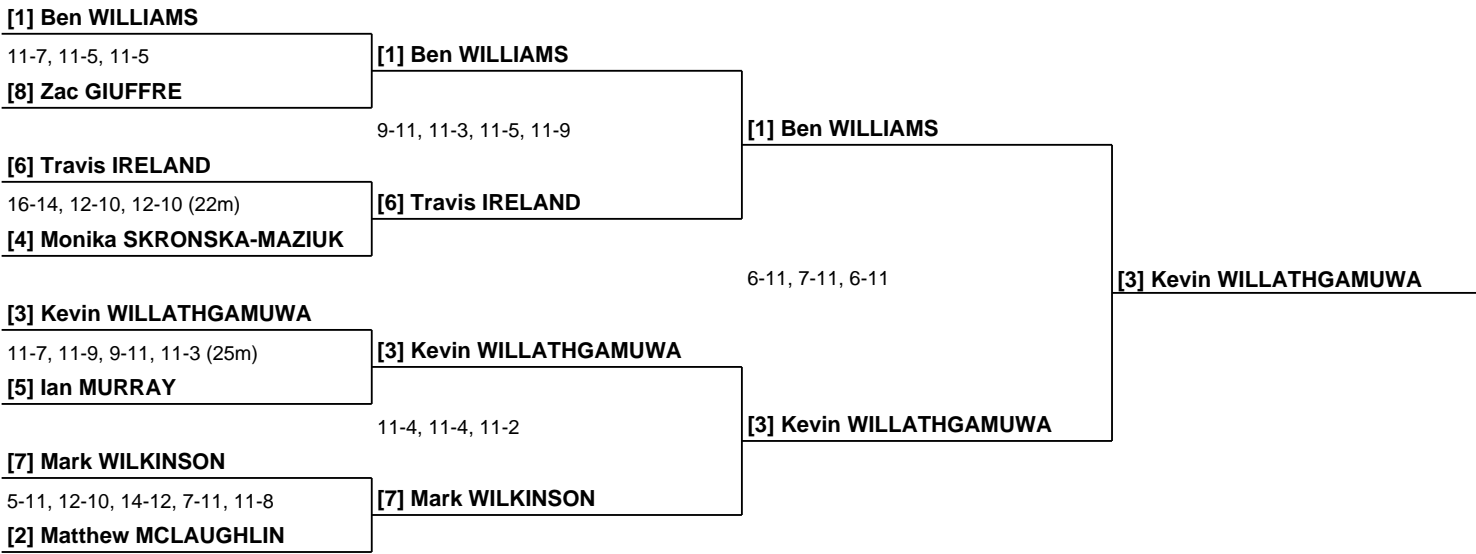 [1] Ben WILLIAMS
11-7, 11-5, 11-5
[8] Zac GIUFFRE
[1] Ben WILLIAMS
9-11, 11-3, 11-5, 11-9
[6] Travis IRELAND
16-14, 12-10, 12-10 (22m)
[4] Monika SKRONSKA-MAZIUK
[6] Travis IRELAND
[1] Ben WILLIAMS
6-11, 7-11, 6-11
[3] Kevin WILLATHGAMUWA
[3] Kevin WILLATHGAMUWA
11-7, 11-9, 9-11, 11-3 (25m)
[5] Ian MURRAY
[3] Kevin WILLATHGAMUWA
11-4, 11-4, 11-2
[3] Kevin WILLATHGAMUWA
[7] Mark WILKINSON
5-11, 12-10, 14-12, 7-11, 11-8
[2] Matthew MCLAUGHLIN
[7] Mark WILKINSON